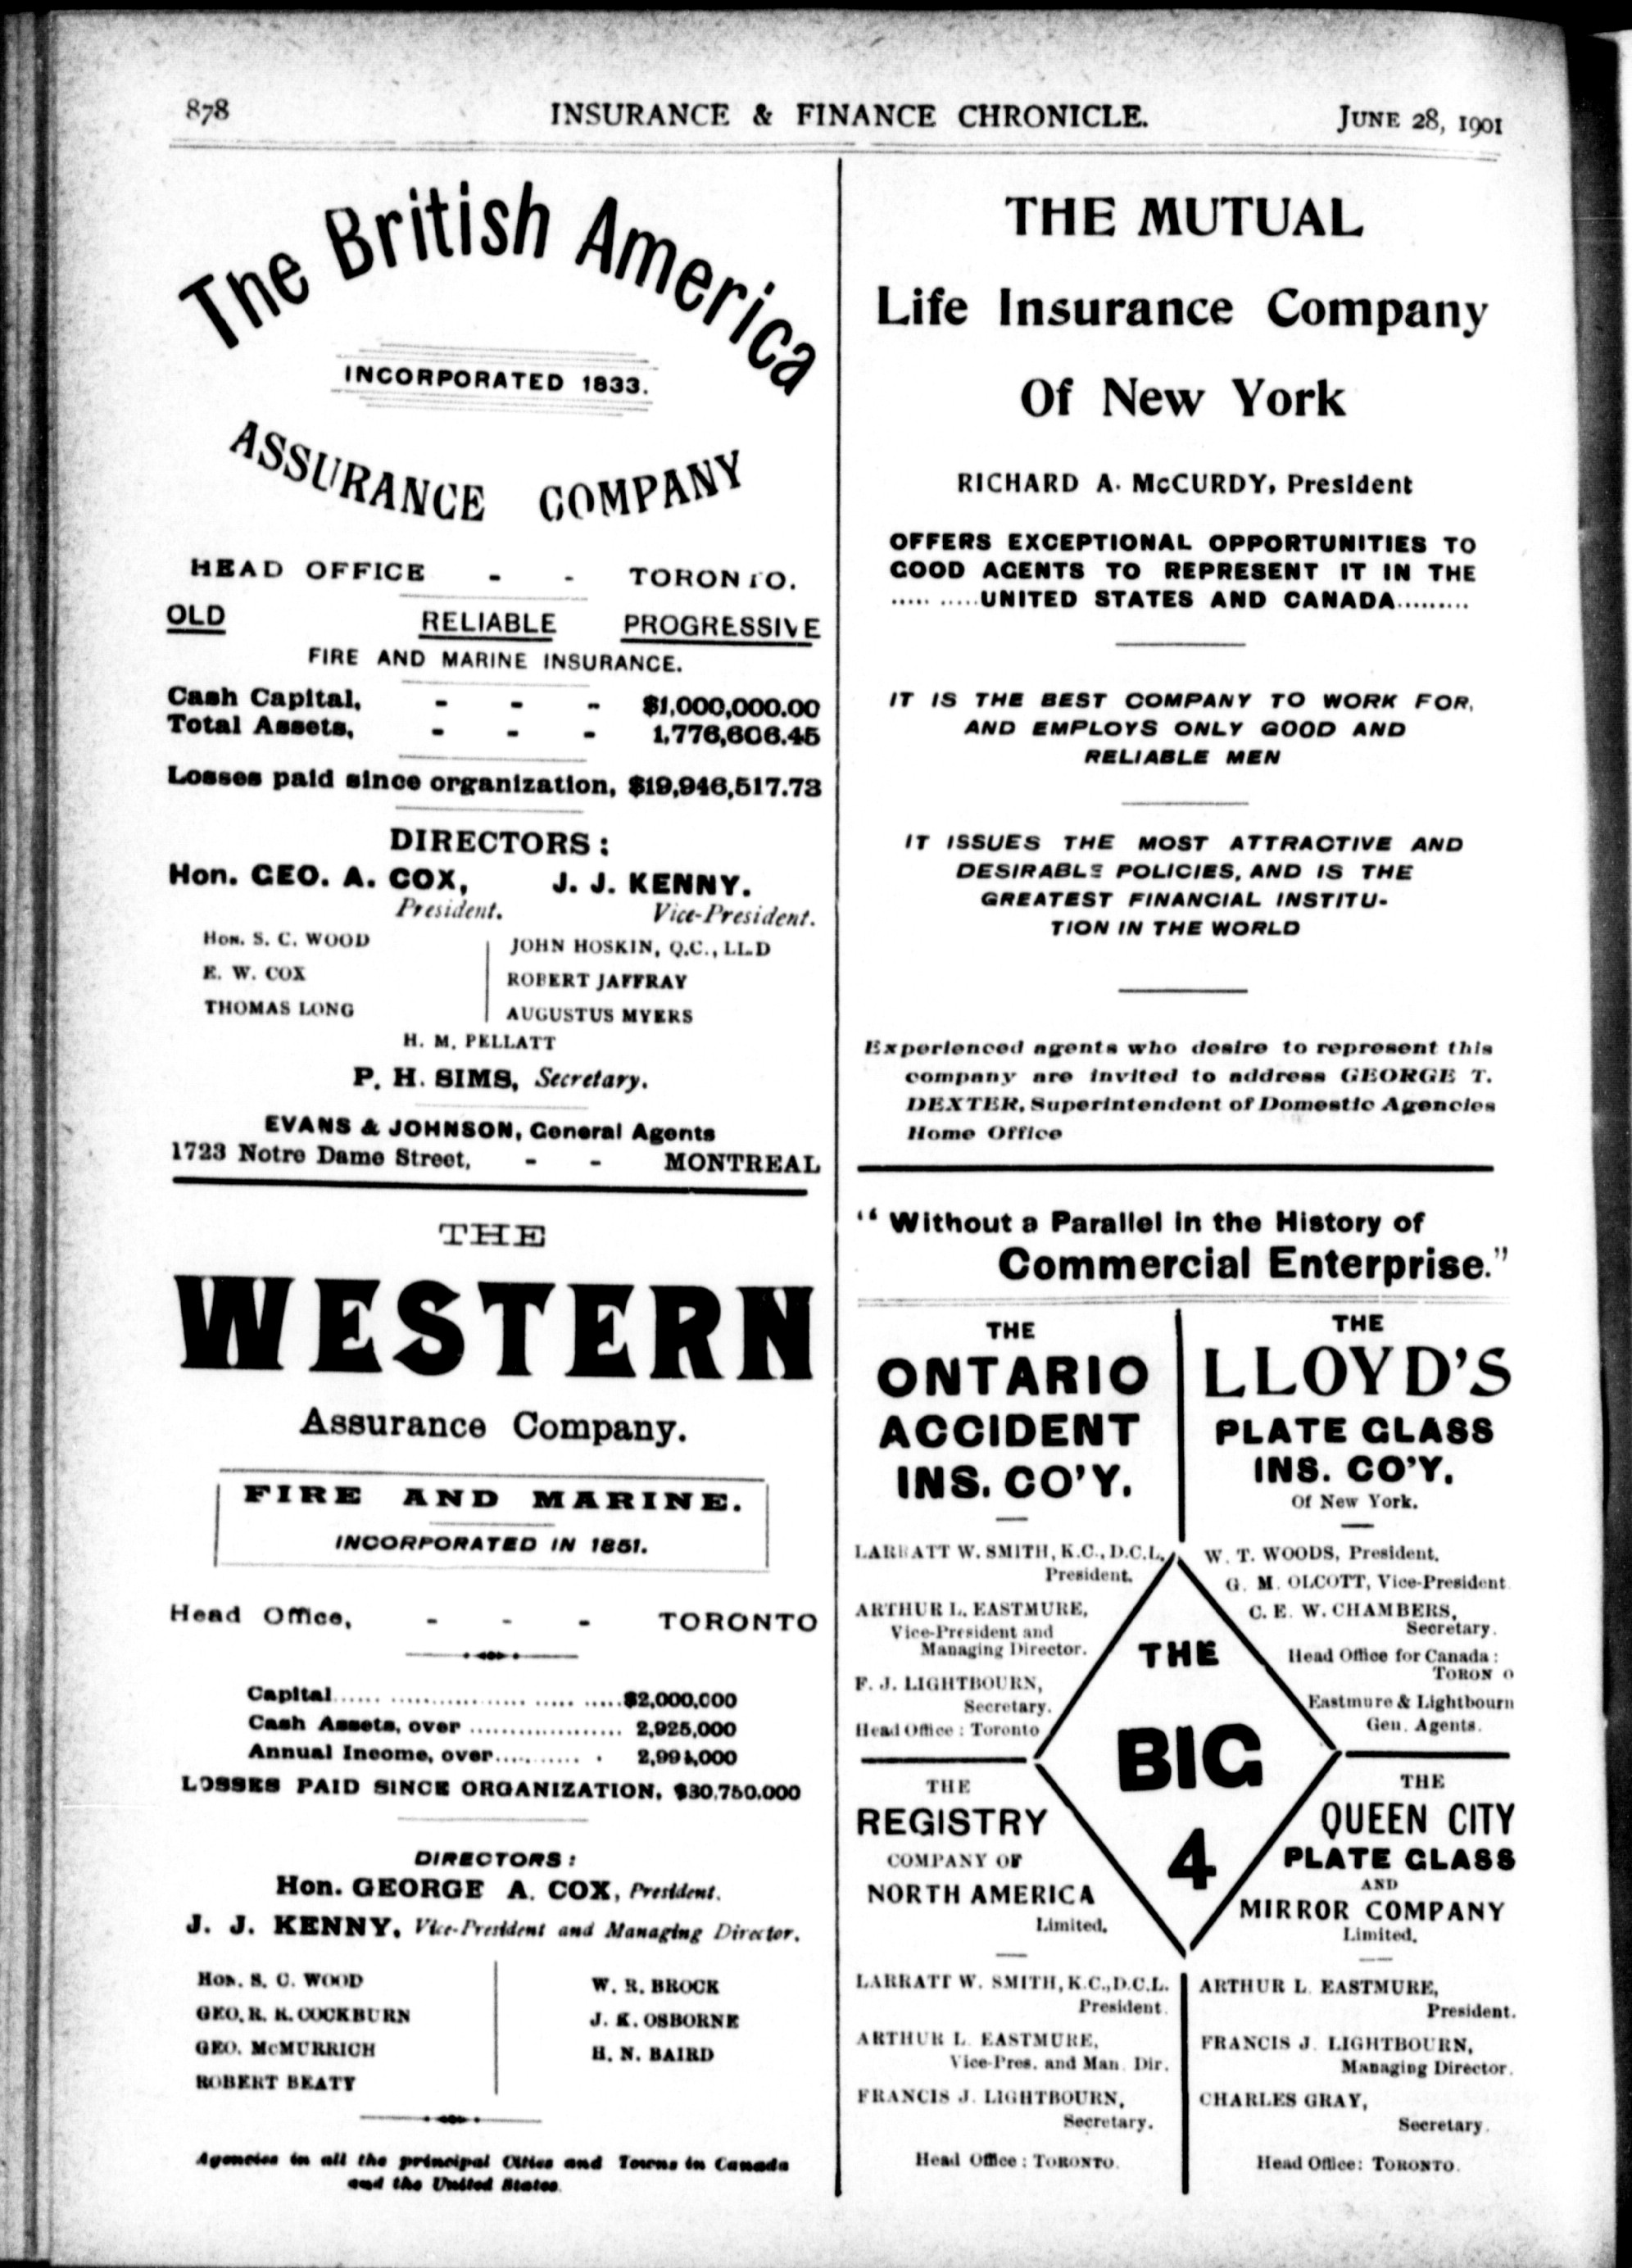 878 INSURANCE & FINANCE CHRONICLE. JUNE 28, 1901
The British America
INCORPORATED 1833.
ASSURANCE COMPANY
HEAD OFFICE - - TORONTO.
OLD RELIABLE PROGRESSIVE
FIRE AND MARINE INSURANCE.
Cash Capital, - - - $1,000,000.00
Total Assets, - - - 1,776,606.45
Losses paid since organization, $19,946,517.73
DIRECTORS:
Hon. GEO. A. COX, J. J. KENNY.
President. Vice-President.
HON. S. C. WOOD JOHN HOSKIN, Q.C., LL.D
E. W. COX ROBERT JAFFRAY
THOMAS LONG AUGUSTUS MYERS
H. M. PELLATT
P. H. SIMS, Secretary.
EVANS & JOHNSON, General Agents
1723 Notre Dame Street, - - MONTREAL
THE
WESTERN
Assurance Company.
FIRE AND MARINE.
INCORPORATED IN 1851.
Head Office, - - - TORONTO
Capital..............................$2,000,000
Cash Assets, over ................... 2,925,000
Annual Income, over........... . 2,994,000
LOSSES PAID SINCE ORGANIZATION, $30,750,000
DIRECTORS:
Hon. GEORGE A. COX, President.
J. J. KENNY, Vice-President and Managing Director.
HON. S. C. WOOD W. R. BROCK
GEO. R. R. COCKBURN J. K. OSBORNE
GEO. McMURRICH H. N. BAIRD
ROBERT BEATY
Agencies in all the principal Cities and Towns in Canada
and the United States.
THE MUTUAL
Life Insurance Company
Of New York
RICHARD A. McCURDY, President
OFFERS EXCEPTIONAL OPPORTUNITIES TO
GOOD AGENTS TO REPRESENT IT IN THE
..... .....UNITED STATES AND CANADA.........
IT IS THE BEST COMPANY TO WORK FOR,
AND EMPLOYS ONLY GOOD AND
RELIABLE MEN
IT ISSUES THE MOST ATTRACTIVE AND
DESIRABLE POLICIES, AND IS THE
GREATEST FINANCIAL INSTITU-
TION IN THE WORLD
Experienced agents who desire to represent this
company are invited to address GEORGE T.
DEXTER, Superintendent of Domestic Agencies
Home Office
"Without a Parallel in the History of
Commercial Enterprise."
THE
ONTARIO
ACCIDENT
INS. CO'Y.
LARRATT W. SMITH, K.C., D.C.L.,
President.
ARTHUR L. EASTMURE,
Vice-President and
Managing Director.
F. J. LIGHTBOURN,
Secretary.
Head Office: Toronto
THE
LLOYD'S
PLATE GLASS
INS. CO'Y.
Of New York.
W. T. WOODS, President.
G. M. OLCOTT, Vice-President
C. E. W. CHAMBERS,
Secretary.
Head Office for Canada:
TORON O
Eastmure & Lightbourn
Gen. Agents.
THE
BIG
4
THE
REGISTRY
COMPANY OF
NORTH AMERICA
Limited.
LARRATT W. SMITH, K.C., D.C.L.
President.
ARTHUR L. EASTMURE,
Vice-Pres. and Man. Dir.
FRANCIS J. LIGHTBOURN,
Secretary.
Head Office: TORONTO.
THE
QUEEN CITY
PLATE GLASS
AND
MIRROR COMPANY
Limited.
ARTHUR L. EASTMURE,
President.
FRANCIS J. LIGHTBOURN,
Managing Director.
CHARLES GRAY,
Secretary.
Head Office: TORONTO.